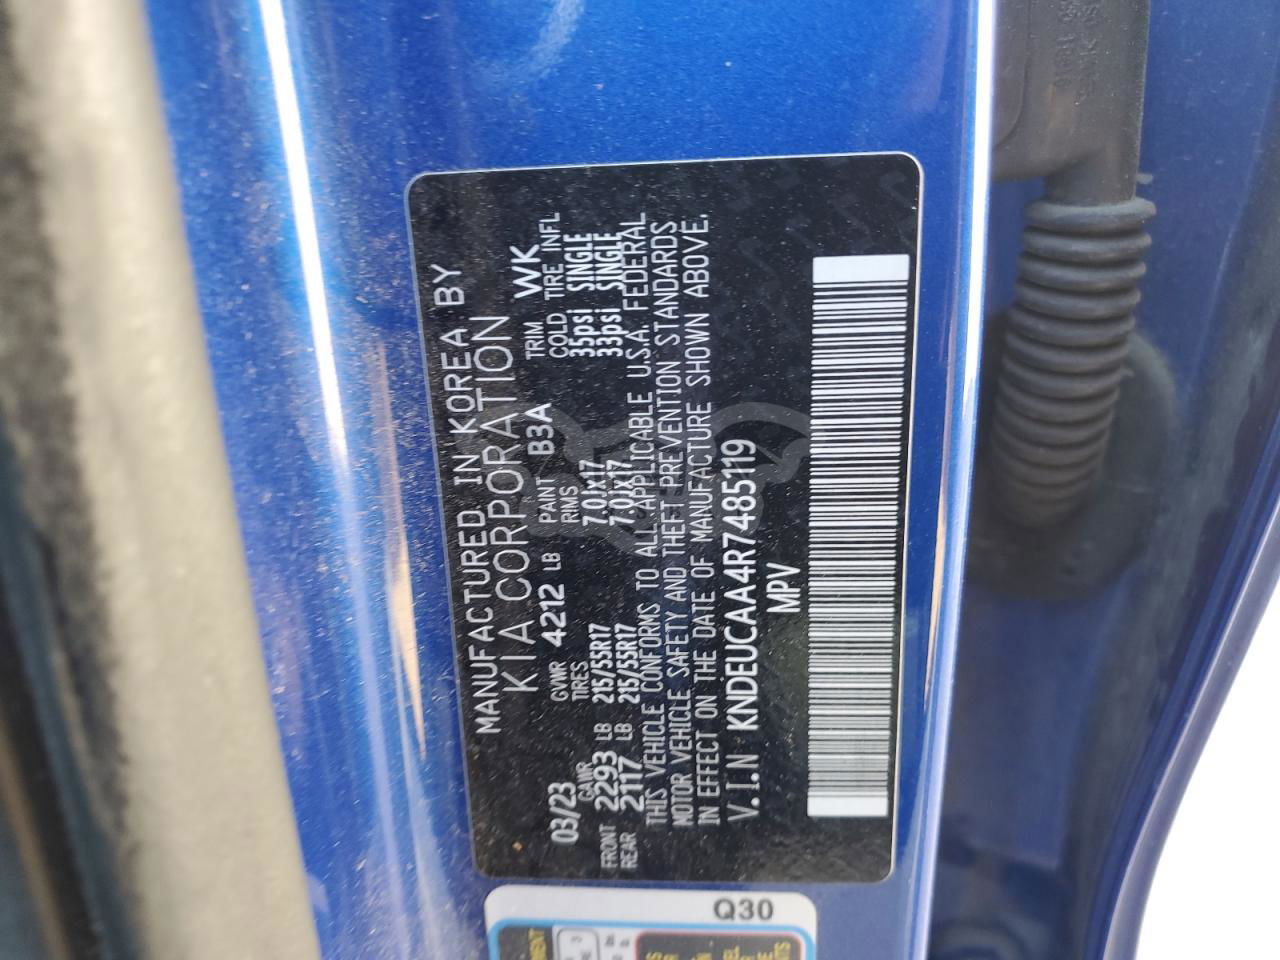 MANUFACTURED IN KOREA BY
KIA CORPORATION
03/23 GVWR 4212 LB PAINT B3A TRIM WK
GAWR TIRES RIMS COLD TIRE INFL
FRONT 2293 LB 215/55R17 7.0Jx17 35psi SINGLE
REAR 2117 LB 215/55R17 7.0Jx17 33psi SINGLE
THIS VEHICLE CONFORMS TO ALL APPLICABLE U.S.A. FEDERAL
MOTOR VEHICLE SAFETY AND THEFT PREVENTION STANDARDS
IN EFFECT ON THE DATE OF MANUFACTURE SHOWN ABOVE.
V.I.N KNDEUCAA4R7485119
MPV
Q30